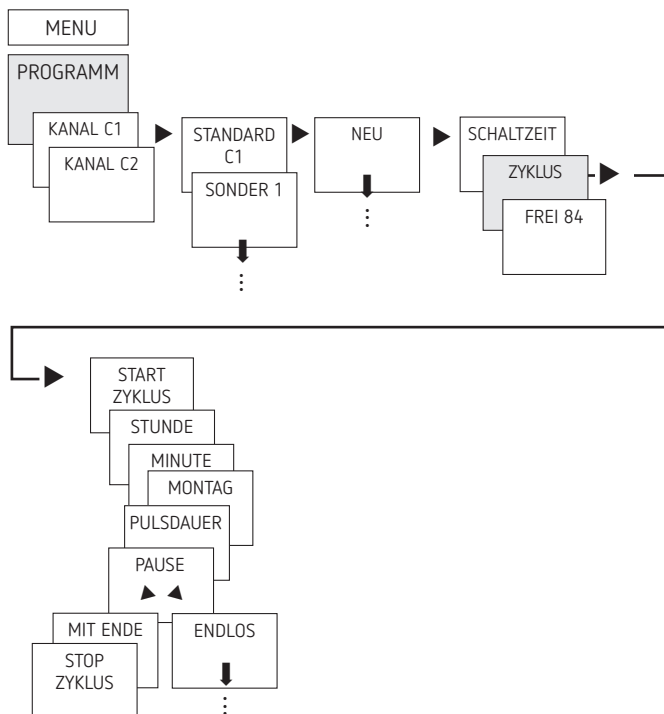 MENU
PROGRAMM
KANAL C1
KANAL C2
STANDARD
C1
SONDER 1
NEU
SCHALTZEIT
ZYKLUS
FREI 84
START
ZYKLUS
STUNDE
MINUTE
MONTAG
PULSDAUER
PAUSE
MIT ENDE
ENDLOS
STOP
ZYKLUS